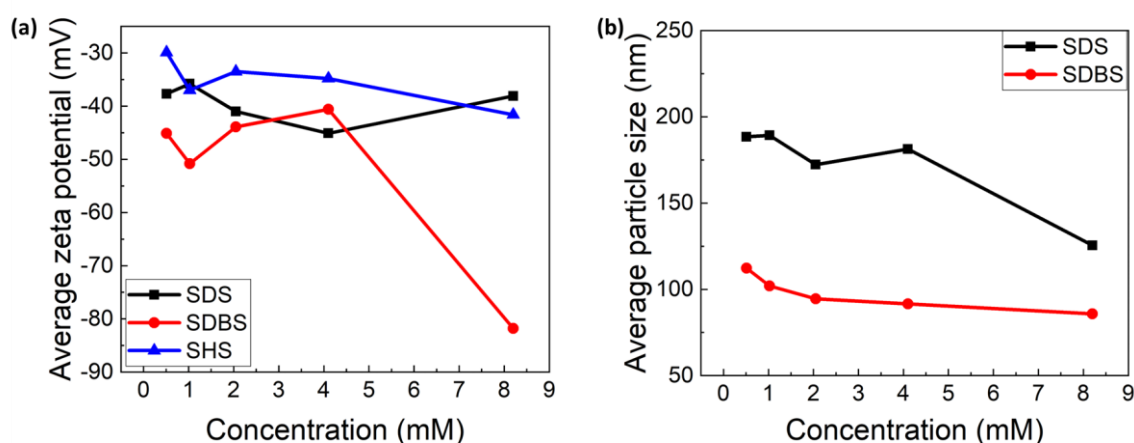 (a)
Average zeta potential (mV)
-30
-40
-50
-60
-70
-80
-90
SDS
SDBS
SHS
0 1 2 3 4 5 6 7 8 9
Concentration (mM)
(b)
Average particle size (nm)
250
200
150
100
50
SDS
SDBS
0 1 2 3 4 5 6 7 8 9
Concentration (mM)